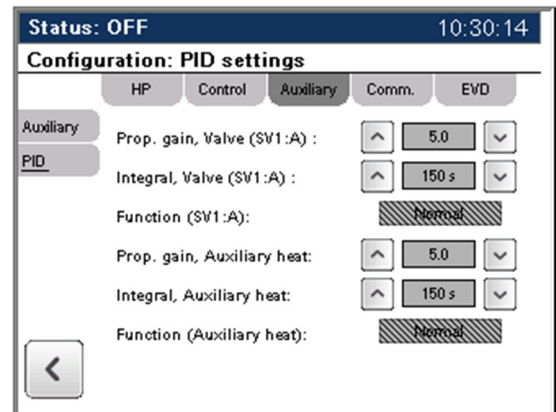 Status: OFF 10:30:14
Configuration: PID settings
HP Control Auxiliary Comm. EVD
Auxiliary
PID
Prop. gain, Valve (SV1:A) : 5.0
Integral, Valve (SV1:A) : 150 s
Function (SV1:A): Normal
Prop. gain, Auxiliary heat: 5.0
Integral, Auxiliary heat: 150 s
Function (Auxiliary heat): Normal